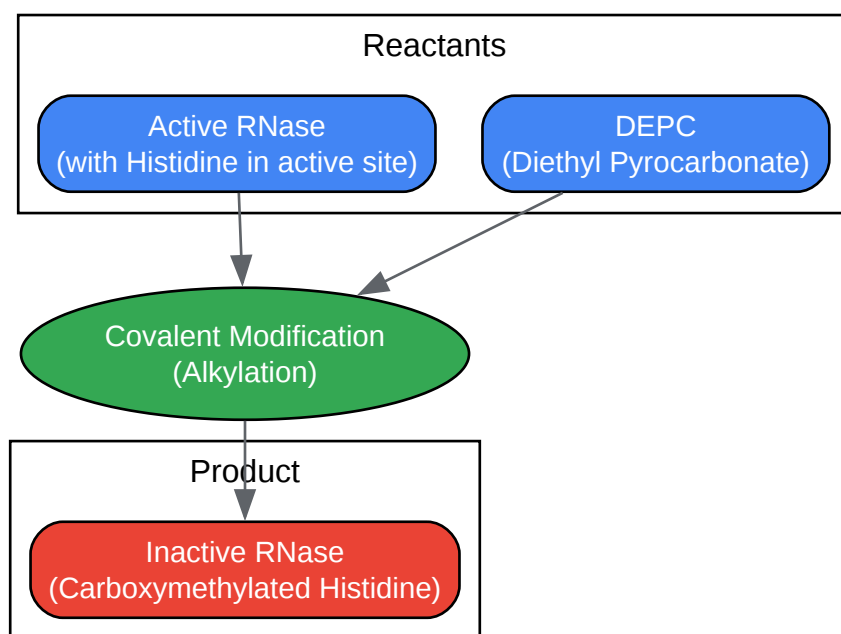 Reactants
Active RNase
(with Histidine in active site)
DEPC
(Diethyl Pyrocarbonate)
Covalent Modification
(Alkylation)
Product
Inactive RNase
(Carboxymethylated Histidine)